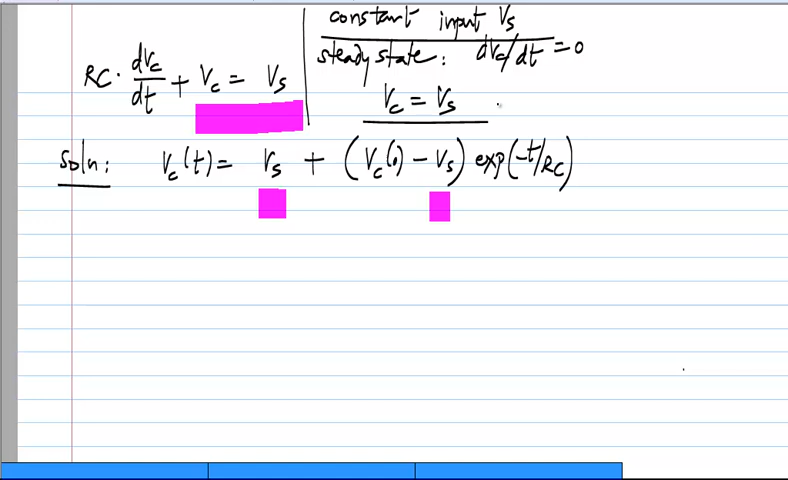 constant input Vs
steady state: dVc/dt = 0
RC · dVc/dt + Vc = Vs
Vc = Vs
Soln: Vc(t) = Vs + (Vc(0) − Vs) exp(−t/RC)